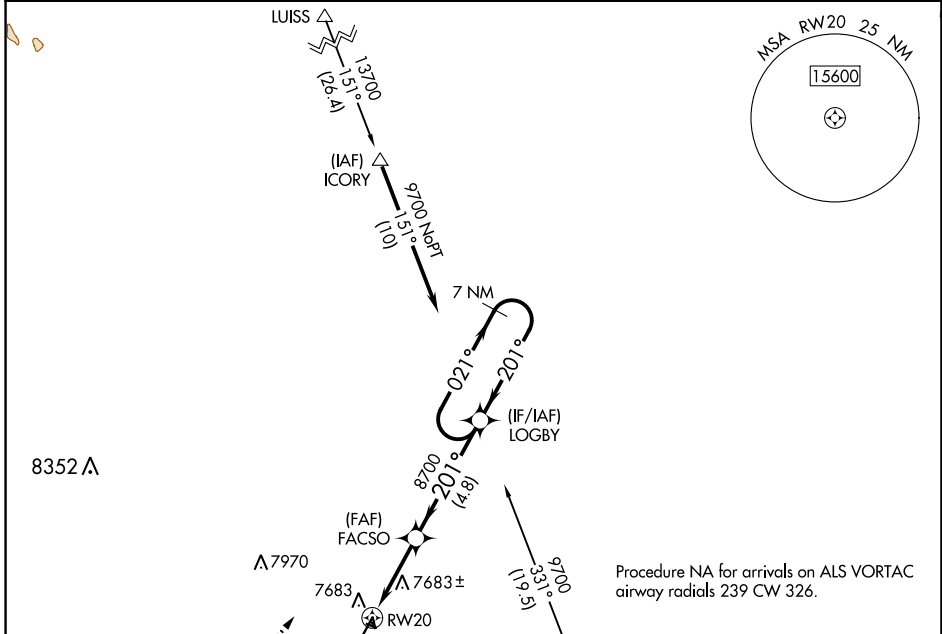 LUISS
13700
151°
(26.4)
(IAF)
ICORY
9700 NoPT
151°
(10)
MSA RW20 25 NM
15600
7 NM
021°
201°
(IF/IAF)
LOGBY
8352
8700
201°
(4.8)
(FAF)
FACSO
7970
7683
7683±
RW20
9700
331°
(19.5)
Procedure NA for arrivals on ALS VORTAC
airway radials 239 CW 326.